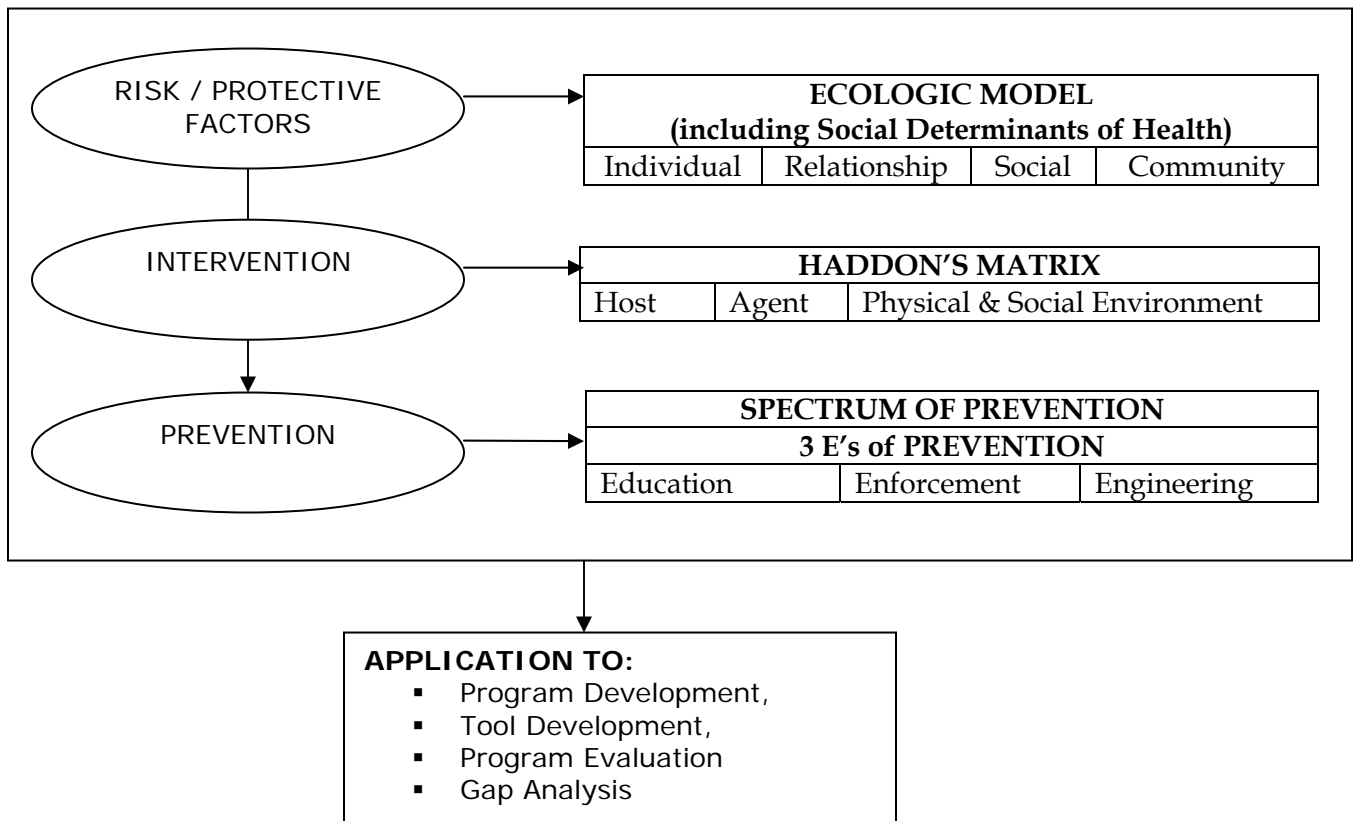 RISK / PROTECTIVE
FACTORS
ECOLOGIC MODEL
(including Social Determinants of Health)
Individual Relationship Social Community
INTERVENTION
HADDON'S MATRIX
Host Agent Physical & Social Environment
PREVENTION
SPECTRUM OF PREVENTION
3 E's of PREVENTION
Education Enforcement Engineering
APPLICATION TO:
▪ Program Development,
▪ Tool Development,
▪ Program Evaluation
▪ Gap Analysis